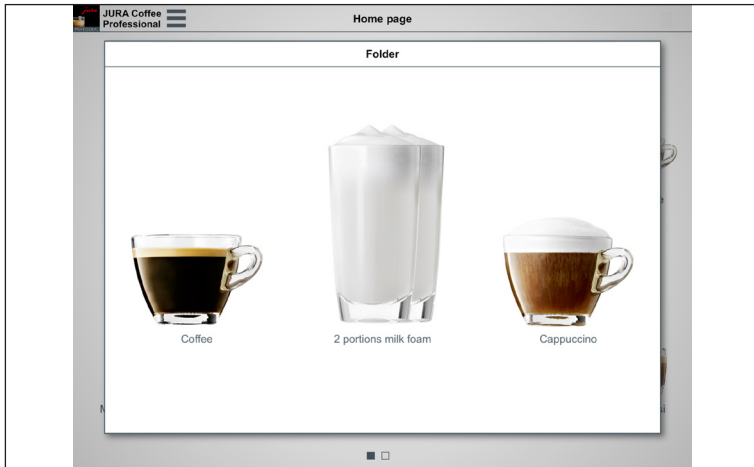 JURA Coffee
Professional
Home page
Folder
Coffee
2 portions milk foam
Cappuccino